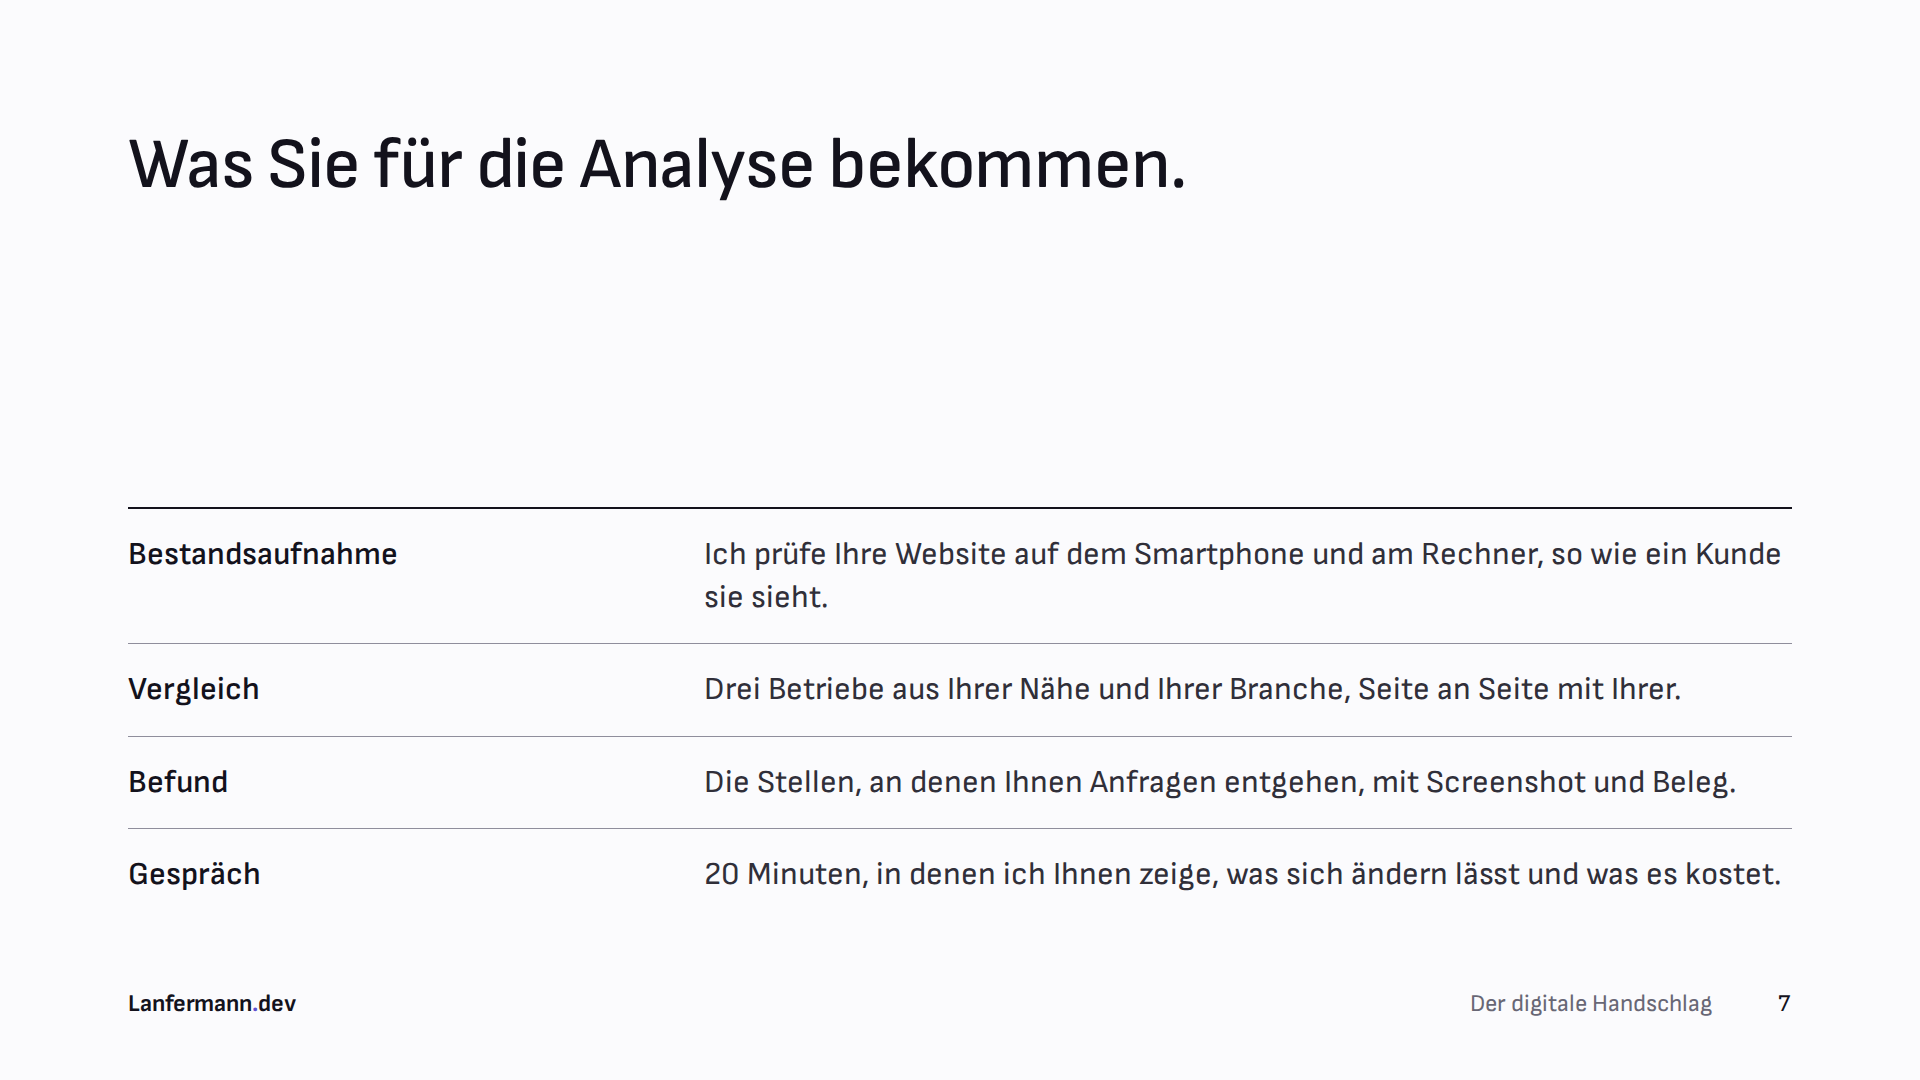 Was Sie für die Analyse bekommen.
Bestandsaufnahme
Ich prüfe Ihre Website auf dem Smartphone und am Rechner, so wie ein Kunde
sie sieht.
Vergleich
Drei Betriebe aus Ihrer Nähe und Ihrer Branche, Seite an Seite mit Ihrer.
Befund
Die Stellen, an denen Ihnen Anfragen entgehen, mit Screenshot und Beleg.
Gespräch
20 Minuten, in denen ich Ihnen zeige, was sich ändern lässt und was es kostet.
Lanfermann.dev
Der digitale Handschlag
7